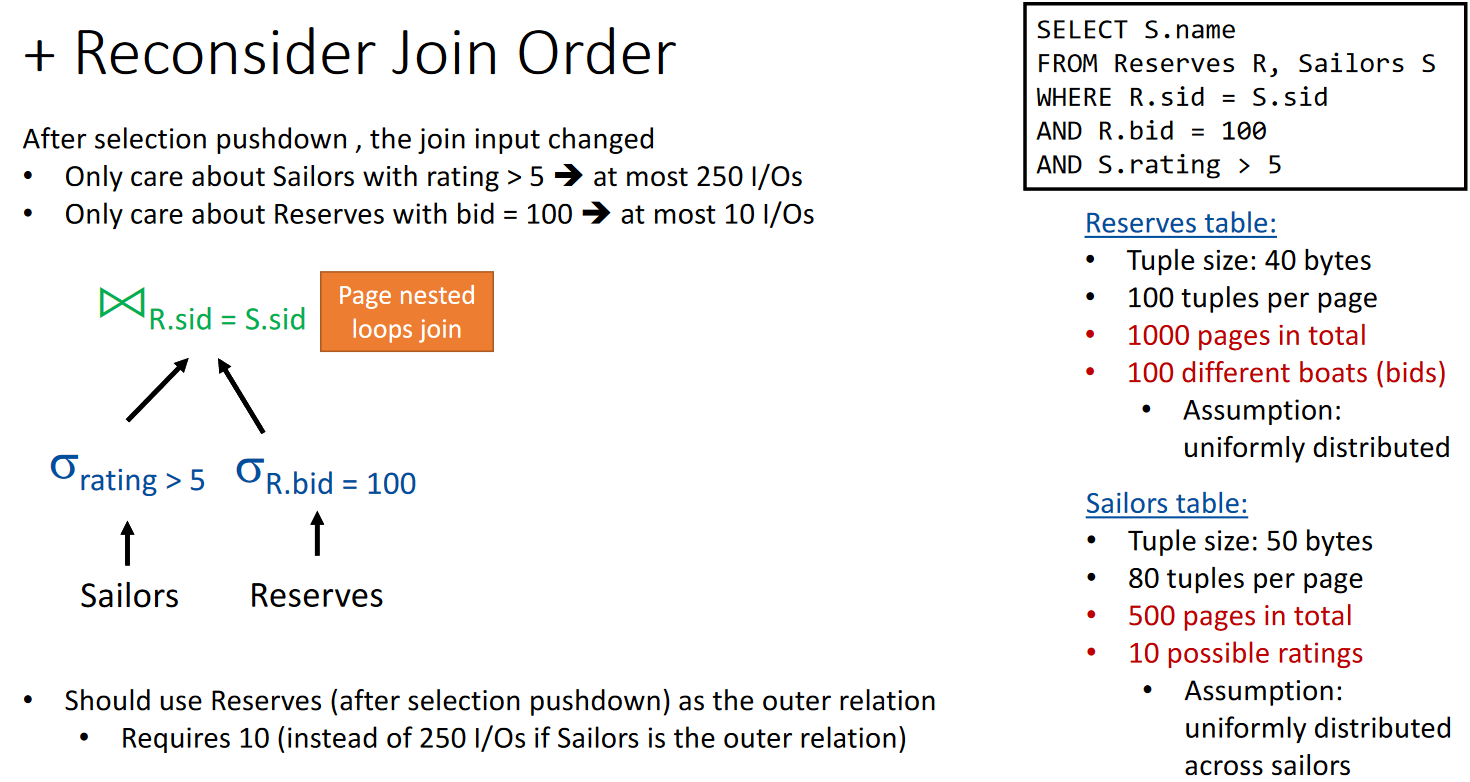 + Reconsider Join Order
After selection pushdown , the join input changed
• Only care about Sailors with rating > 5 🡺 at most 250 I/Os
• Only care about Reserves with bid = 100 🡺 at most 10 I/Os
⋈ R.sid = S.sid
Page nested
loops join
σ rating > 5
σ R.bid = 100
Sailors
Reserves
• Should use Reserves (after selection pushdown) as the outer relation
• Requires 10 (instead of 250 I/Os if Sailors is the outer relation)
SELECT S.name
FROM Reserves R, Sailors S
WHERE R.sid = S.sid
AND R.bid = 100
AND S.rating > 5
Reserves table:
• Tuple size: 40 bytes
• 100 tuples per page
• 1000 pages in total
• 100 different boats (bids)
• Assumption:
uniformly distributed
Sailors table:
• Tuple size: 50 bytes
• 80 tuples per page
• 500 pages in total
• 10 possible ratings
• Assumption:
uniformly distributed
across sailors